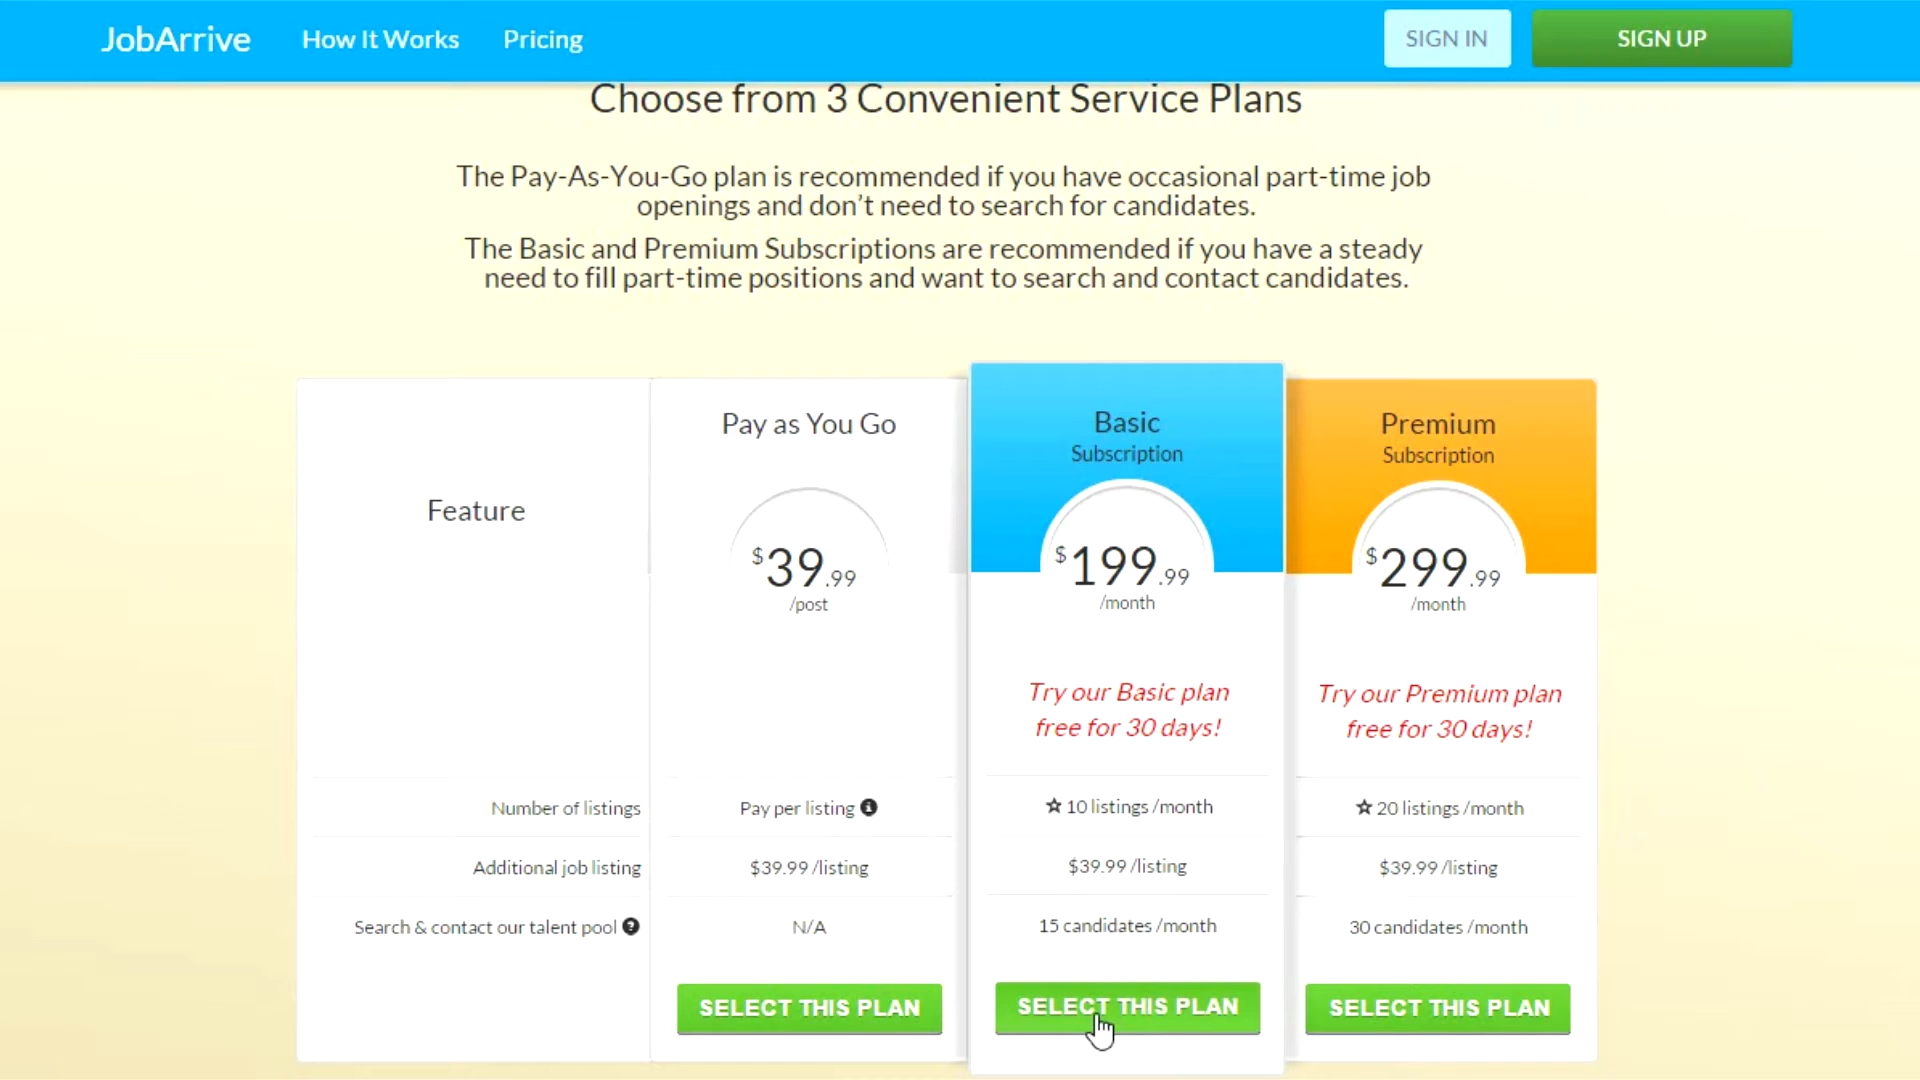 JobArrive How It Works Pricing SIGN IN SIGN UP
Choose from 3 Convenient Service Plans
The Pay-As-You-Go plan is recommended if you have occasional part-time job
openings and don't need to search for candidates.
The Basic and Premium Subscriptions are recommended if you have a steady
need to fill part-time positions and want to search and contact candidates.
Feature
Pay as You Go
$39.99
/post
Basic
Subscription
$199.99
/month
Try our Basic plan
free for 30 days!
Premium
Subscription
$299.99
/month
Try our Premium plan
free for 30 days!
Number of listings Pay per listing 10 listings /month 20 listings /month
Additional job listing $39.99 /listing $39.99 /listing $39.99 /listing
Search & contact our talent pool N/A 15 candidates /month 30 candidates /month
SELECT THIS PLAN SELECT THIS PLAN SELECT THIS PLAN